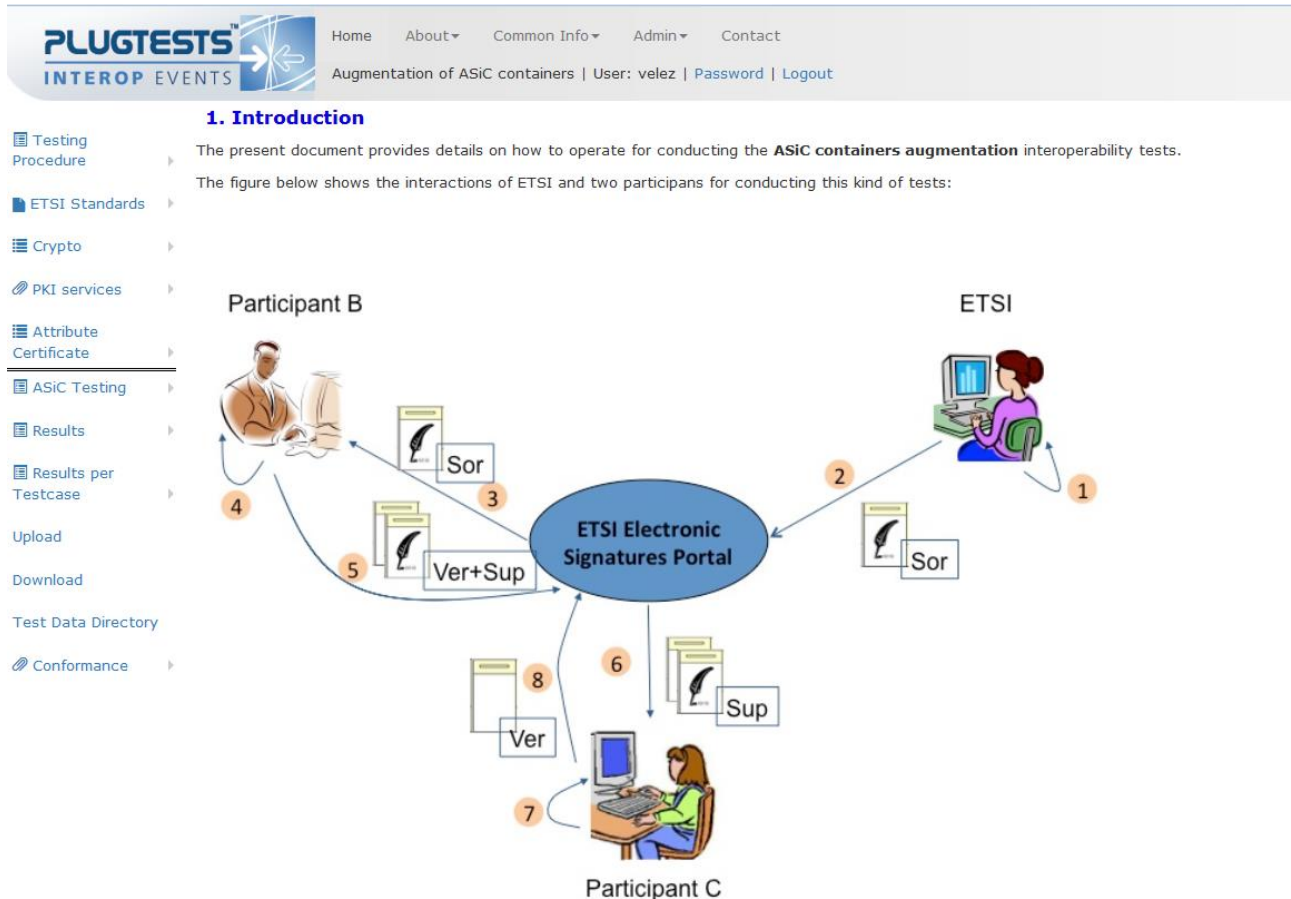 PLUGTESTS™
INTEROP EVENTS
Home About Common Info Admin Contact
Augmentation of ASiC containers | User: velez | Password | Logout
Testing
Procedure
ETSI Standards
Crypto
PKI services
Attribute
Certificate
ASiC Testing
Results
Results per
Testcase
Upload
Download
Test Data Directory
Conformance
1. Introduction
The present document provides details on how to operate for conducting the ASiC containers augmentation interoperability tests.
The figure below shows the interactions of ETSI and two participans for conducting this kind of tests:
Participant B
ETSI
Sor
3
2
1
4
ETSI Electronic
Signatures Portal
Sor
5
Ver+Sup
6
8
Sup
Ver
7
Participant C